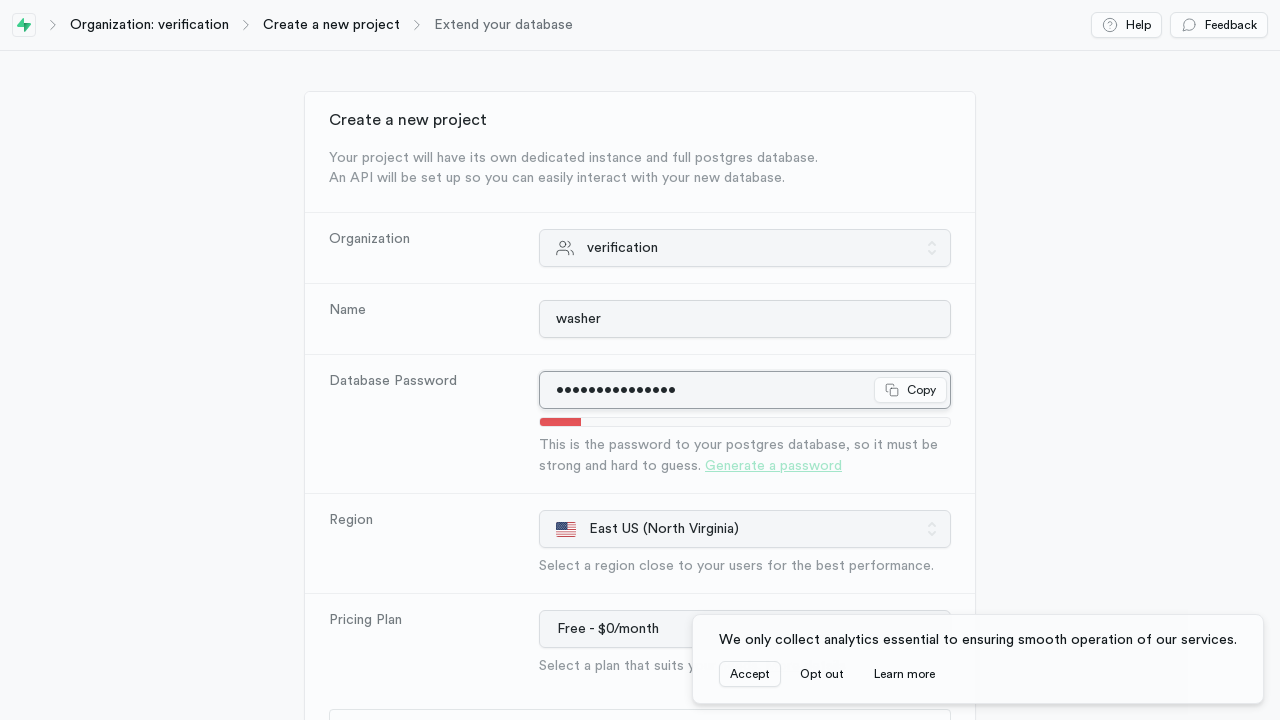 Organization: verification
Create a new project
Extend your database
Help
Feedback
Create a new project
Your project will have its own dedicated instance and full postgres database.
An API will be set up so you can easily interact with your new database.
Organization
verification
Name
washer
Database Password
•••••••••••••••
Copy
This is the password to your postgres database, so it must be
strong and hard to guess. Generate a password
Region
East US (North Virginia)
Select a region close to your users for the best performance.
Pricing Plan
Free - $0/month
Select a plan that suits
We only collect analytics essential to ensuring smooth operation of our services.
Accept
Opt out
Learn more